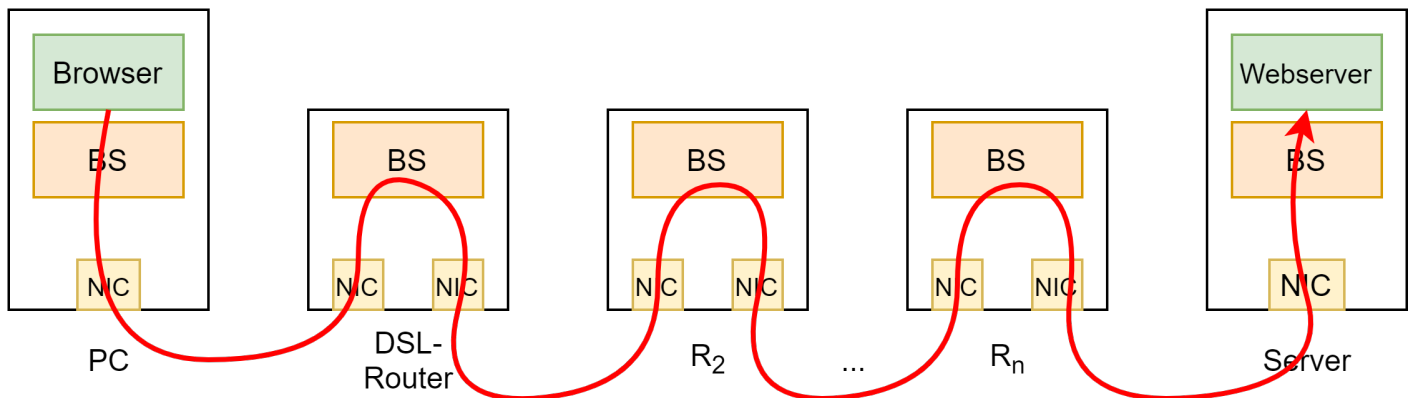 Browser
BS
NIC
PC
BS
NIC
NIC
DSL-
Router
BS
NIC
NIC
R2
...
BS
NIC
NIC
Rn
Webserver
BS
NIC
Server